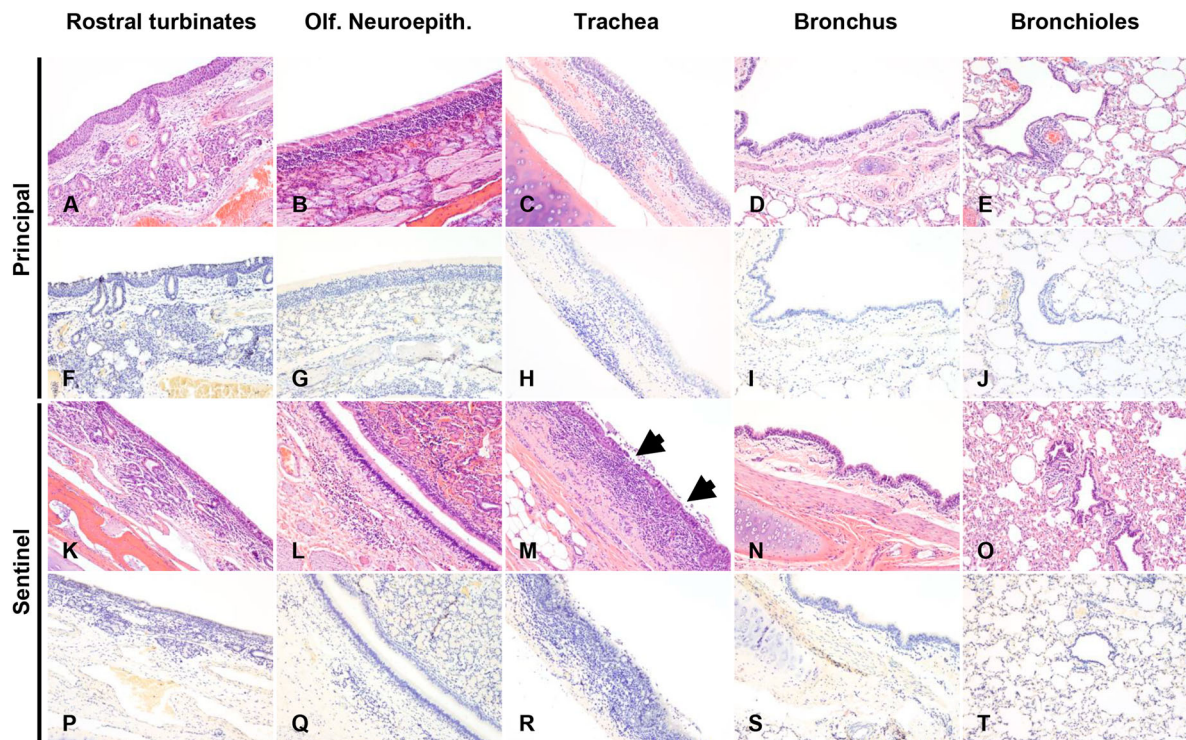 Rostral turbinates Olf. Neuroepith. Trachea Bronchus Bronchioles
Principal
A B C D E
F G H I J
Sentinel
K L M N O
P Q R S T